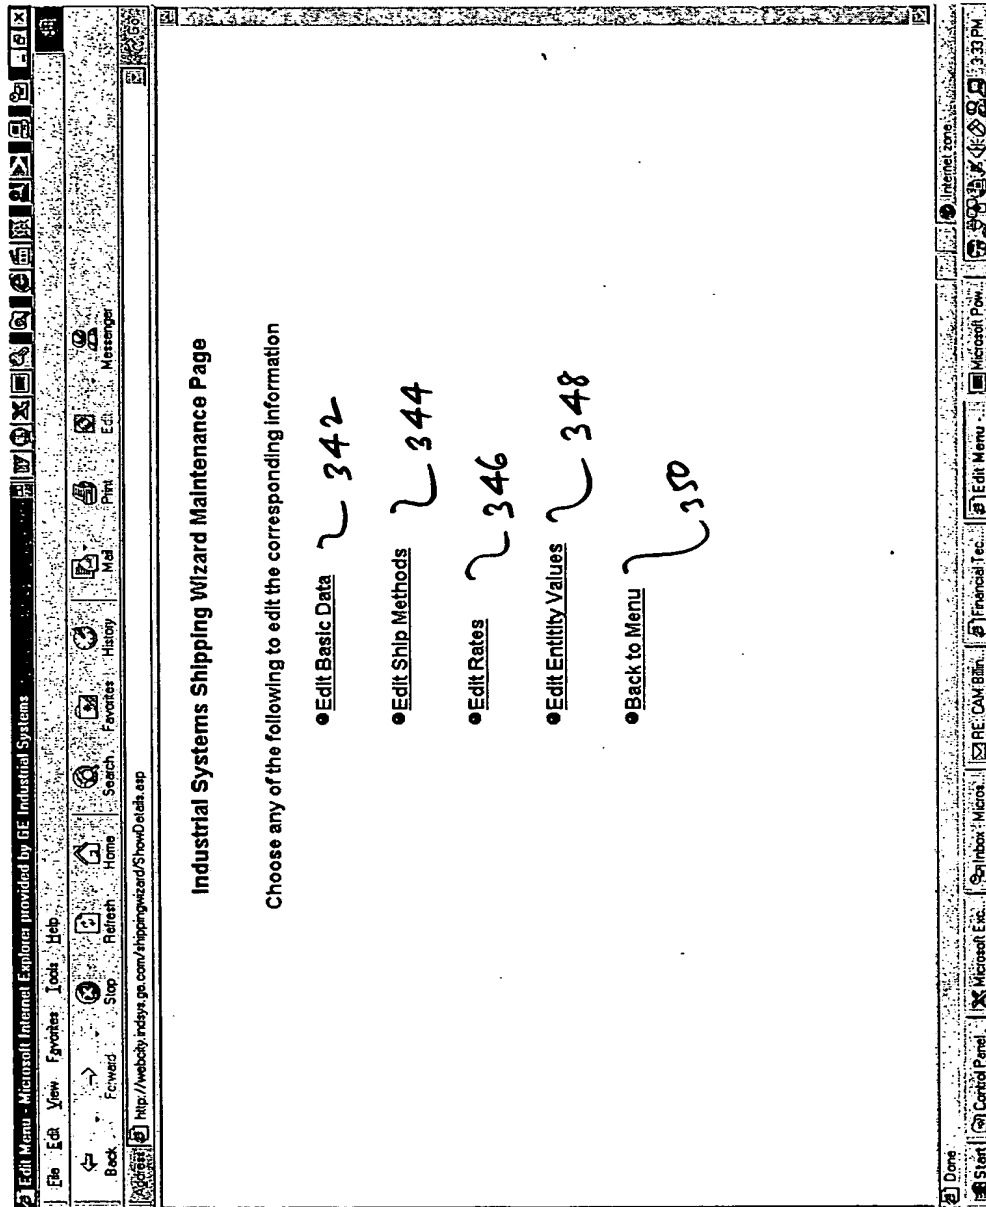 Edit Menu - Microsoft Internet Explorer provided by GE Industrial Systems
File Edit View Favorites Tools Help
Back Forward Stop Refresh Home Search Favorites History Mail Print Edit Messenger
Address http://webcity.indsys.ge.com/shippingwizard/ShowDetails.asp Go
Industrial Systems Shipping Wizard Maintenance Page
Choose any of the following to edit the corresponding information
Edit Basic Data 342
Edit Ship Methods 344
Edit Rates 346
Edit Entitity Values 348
Back to Menu 350
Done Internet zone
Start Control Panel Microsoft Exc... Inbox - Micros... RE: CAM Billin... Financial Tec... Edit Menu - ... Microsoft Pow... 3:33 PM